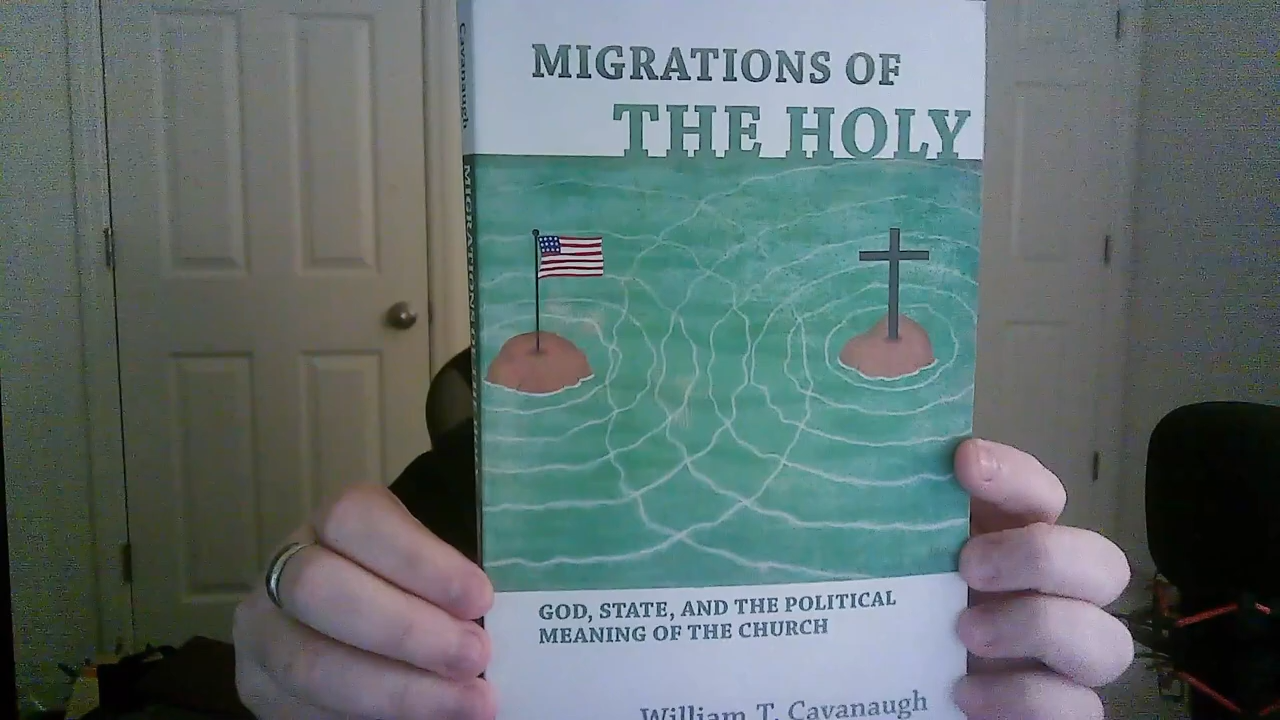 MIGRATIONS OF
THE HOLY
GOD, STATE, AND THE POLITICAL
MEANING OF THE CHURCH
William T. Cavanaugh
Cavanaugh